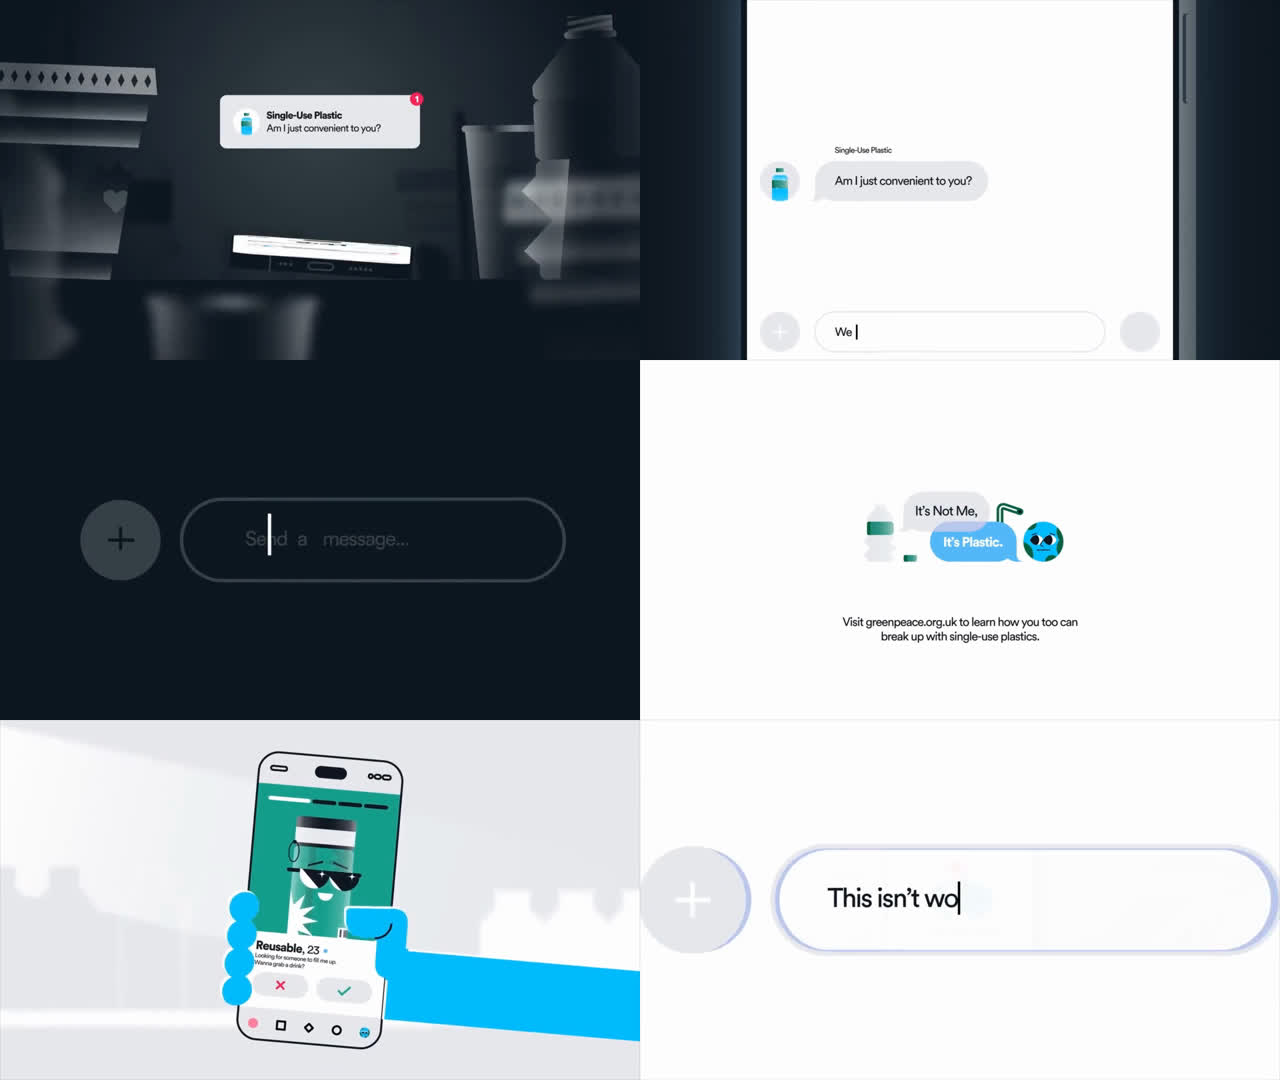 1
Single-Use Plastic
Am I just convenient to you?
Single-Use Plastic
Am I just convenient to you?
We
Send a message...
It's Not Me,
It's Plastic.
Visit greenpeace.org.uk to learn how you too can
break up with single-use plastics.
Reusable, 23
Looking for someone to fill me up.
Wanna grab a drink?
This isn't wo